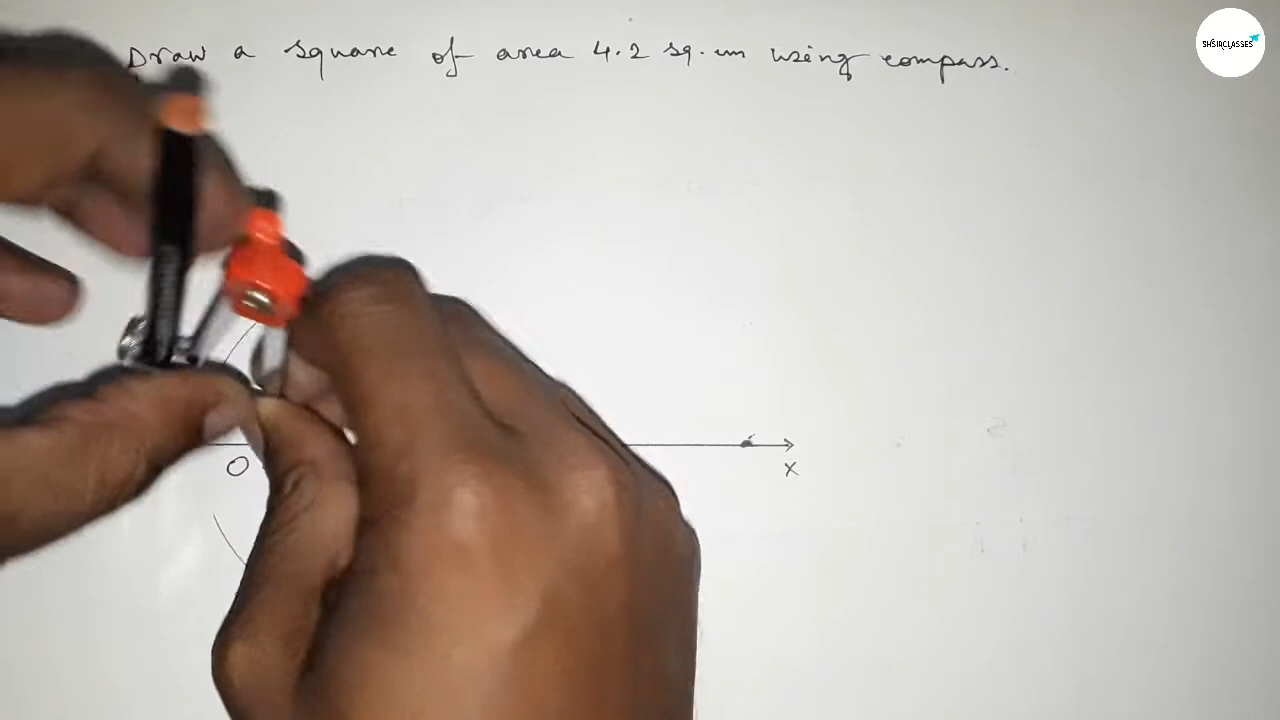 Draw a square of area 4.2 sq. cm using compass.
SHSIRCLASSES
O
X